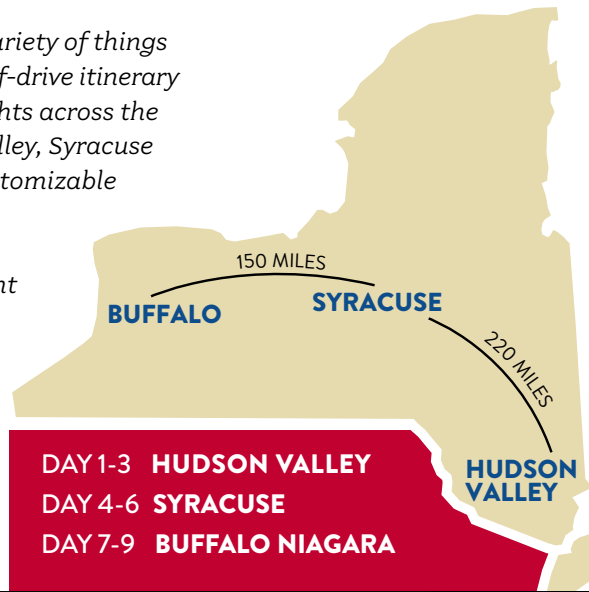 ariety of things
f-drive itinerary
hts across the
lley, Syracuse
tomizable
nt
150 MILES
BUFFALO
SYRACUSE
220 MILES
HUDSON
VALLEY
DAY 1-3 HUDSON VALLEY
DAY 4-6 SYRACUSE
DAY 7-9 BUFFALO NIAGARA